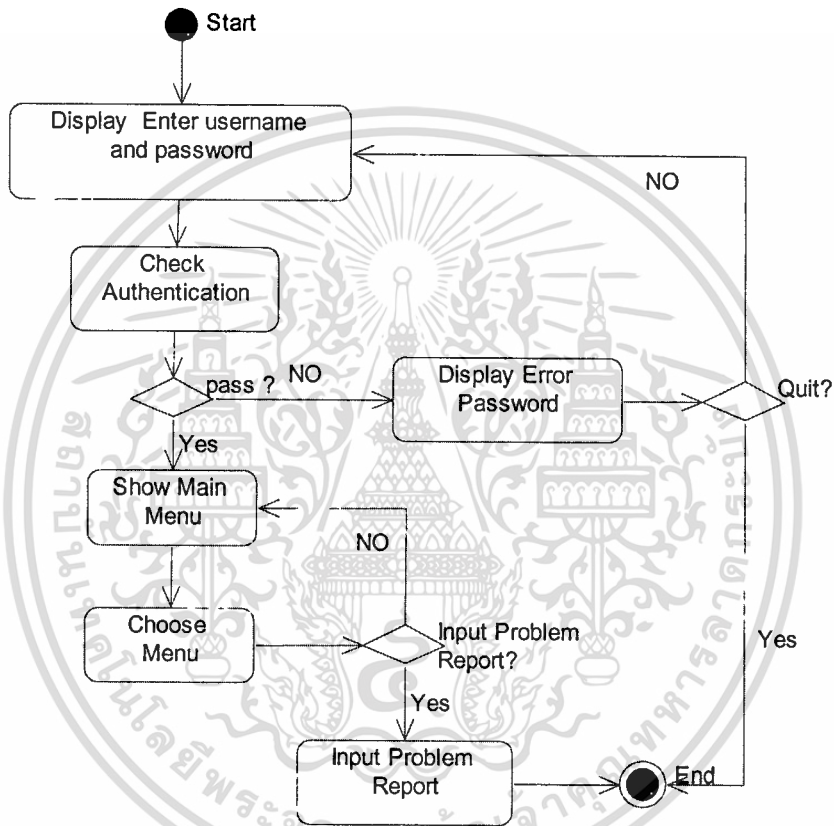 Start
Display Enter username
and password
NO
Check
Authentication
pass ?
NO
Display Error
Password
Quit?
Yes
Show Main
Menu
NO
Choose
Menu
Input Problem
Report?
Yes
Yes
Input Problem
Report
End